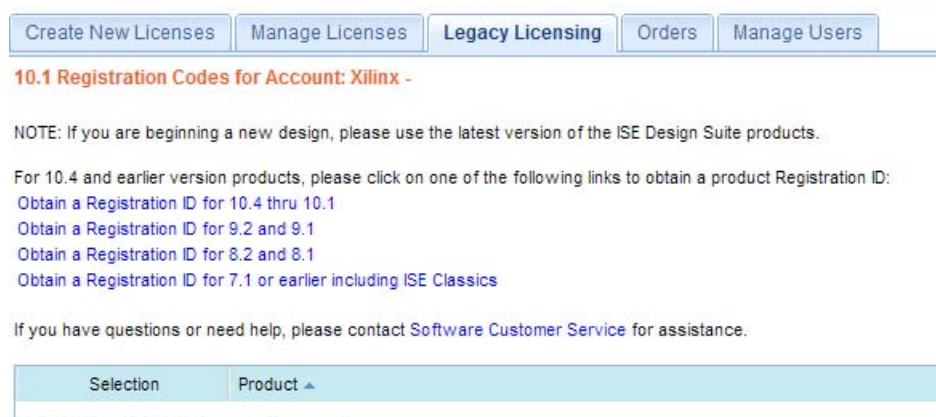 Create New Licenses Manage Licenses Legacy Licensing Orders Manage Users
10.1 Registration Codes for Account: Xilinx -
NOTE: If you are beginning a new design, please use the latest version of the ISE Design Suite products.
For 10.4 and earlier version products, please click on one of the following links to obtain a product Registration ID:
Obtain a Registration ID for 10.4 thru 10.1
Obtain a Registration ID for 9.2 and 9.1
Obtain a Registration ID for 8.2 and 8.1
Obtain a Registration ID for 7.1 or earlier including ISE Classics
If you have questions or need help, please contact Software Customer Service for assistance.
Selection Product